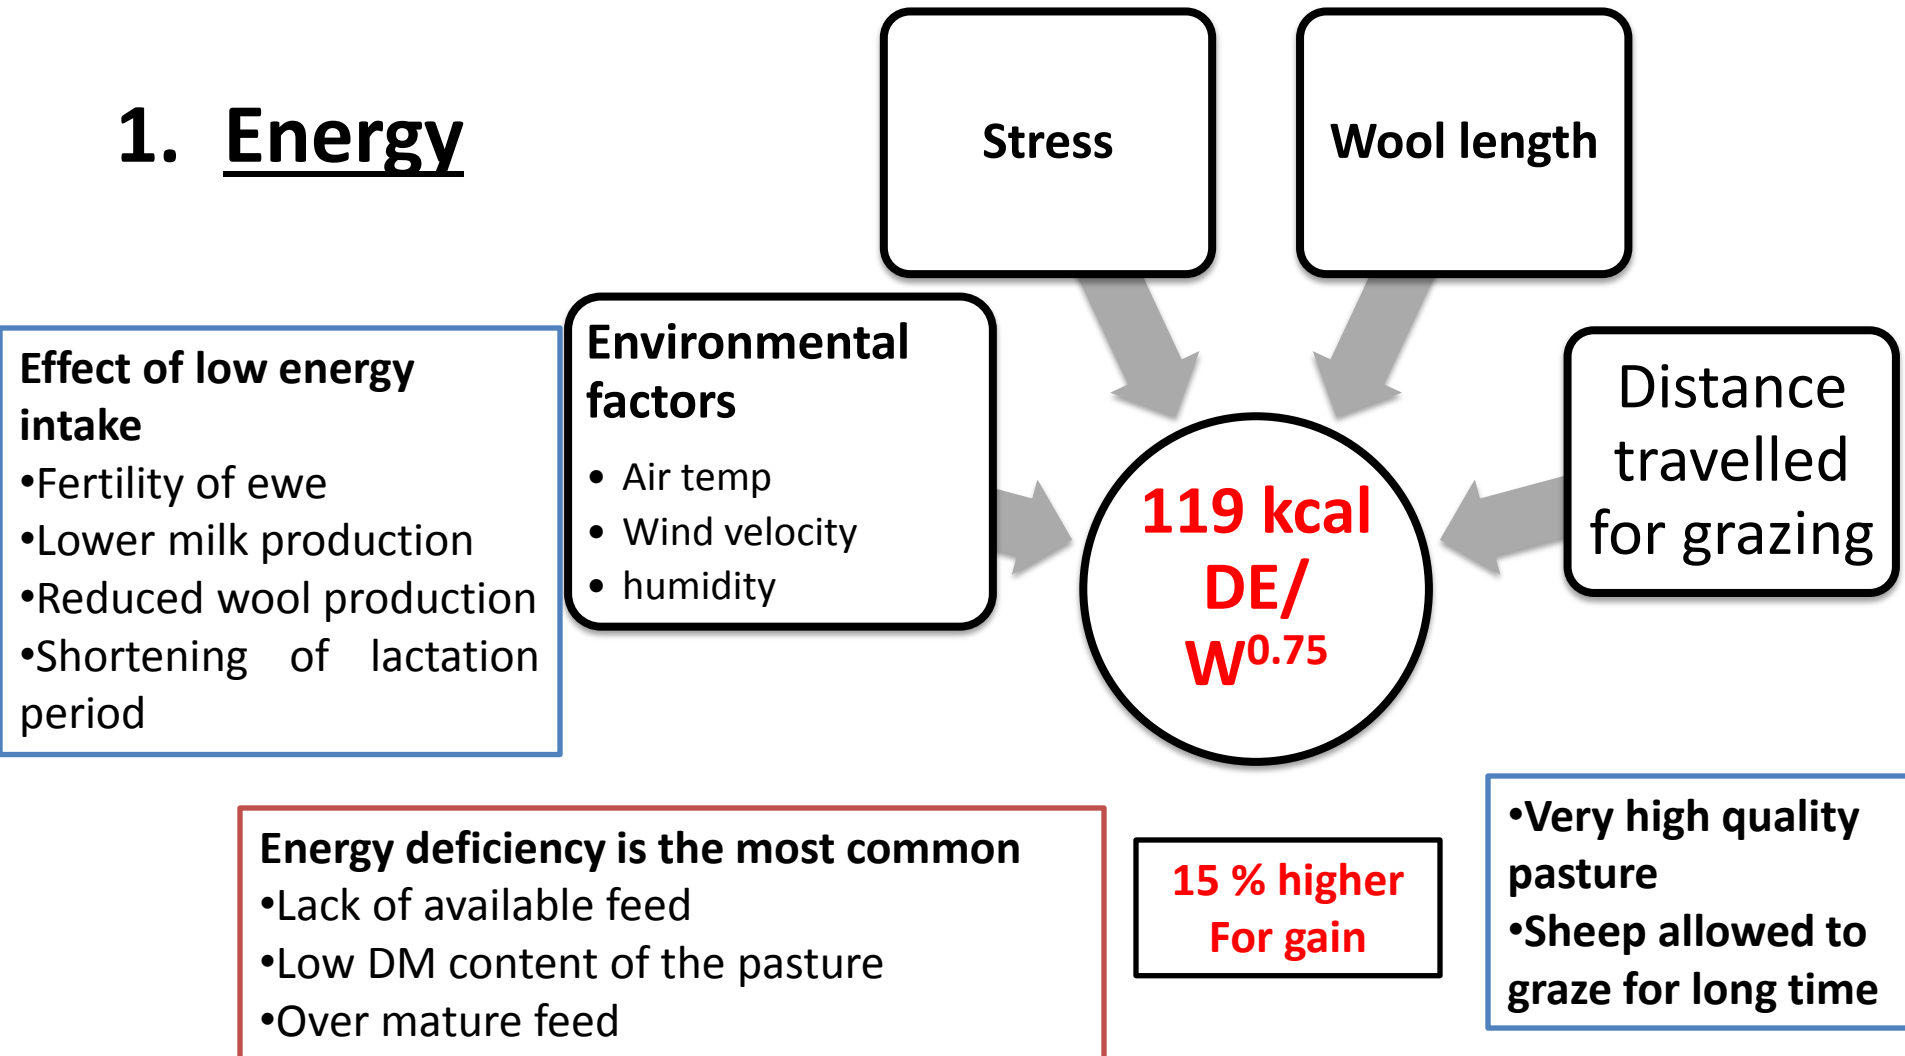 1. Energy
Stress
Wool length
Effect of low energy
intake
•Fertility of ewe
•Lower milk production
•Reduced wool production
•Shortening of lactation
period
Environmental
factors
• Air temp
• Wind velocity
• humidity
119 kcal
DE/
W^0.75
Distance
travelled
for grazing
Energy deficiency is the most common
•Lack of available feed
•Low DM content of the pasture
•Over mature feed
15 % higher
For gain
•Very high quality
pasture
•Sheep allowed to
graze for long time